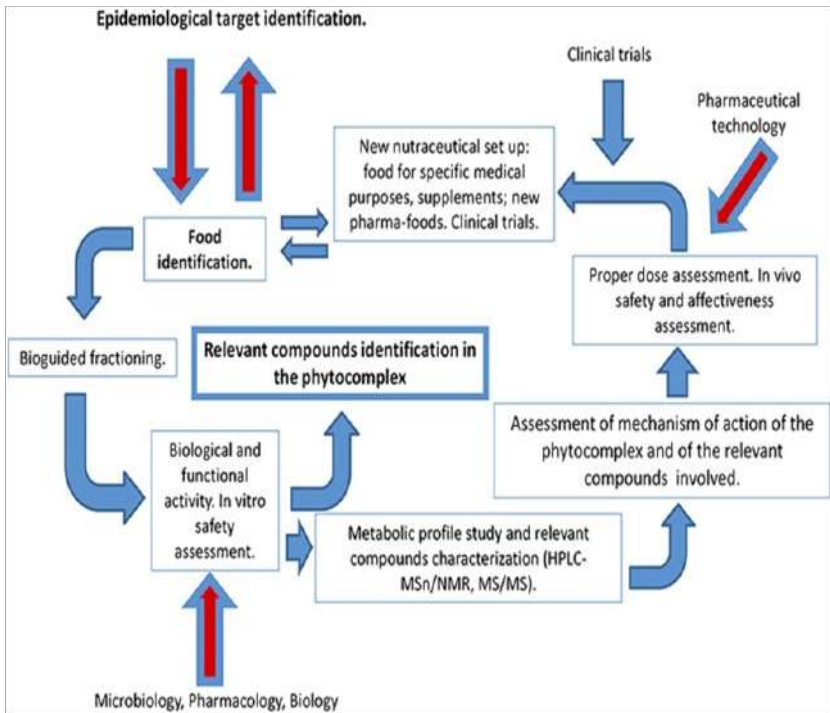 Epidemiological target identification.
Clinical trials
Pharmaceutical
technology
New nutraceutical set up:
food for specific medical
purposes, supplements; new
pharma-foods. Clinical trials.
Food
identification.
Proper dose assessment. In vivo
safety and affectiveness
assessment.
Bioguided fractioning.
Relevant compounds identification in
the phytocomplex
Assessment of mechanism of action of the
phytocomplex and of the relevant
compounds involved.
Biological and
functional
activity. In vitro
safety
assessment.
Metabolic profile study and relevant
compounds characterization (HPLC-
MSn/NMR, MS/MS).
Microbiology, Pharmacology, Biology